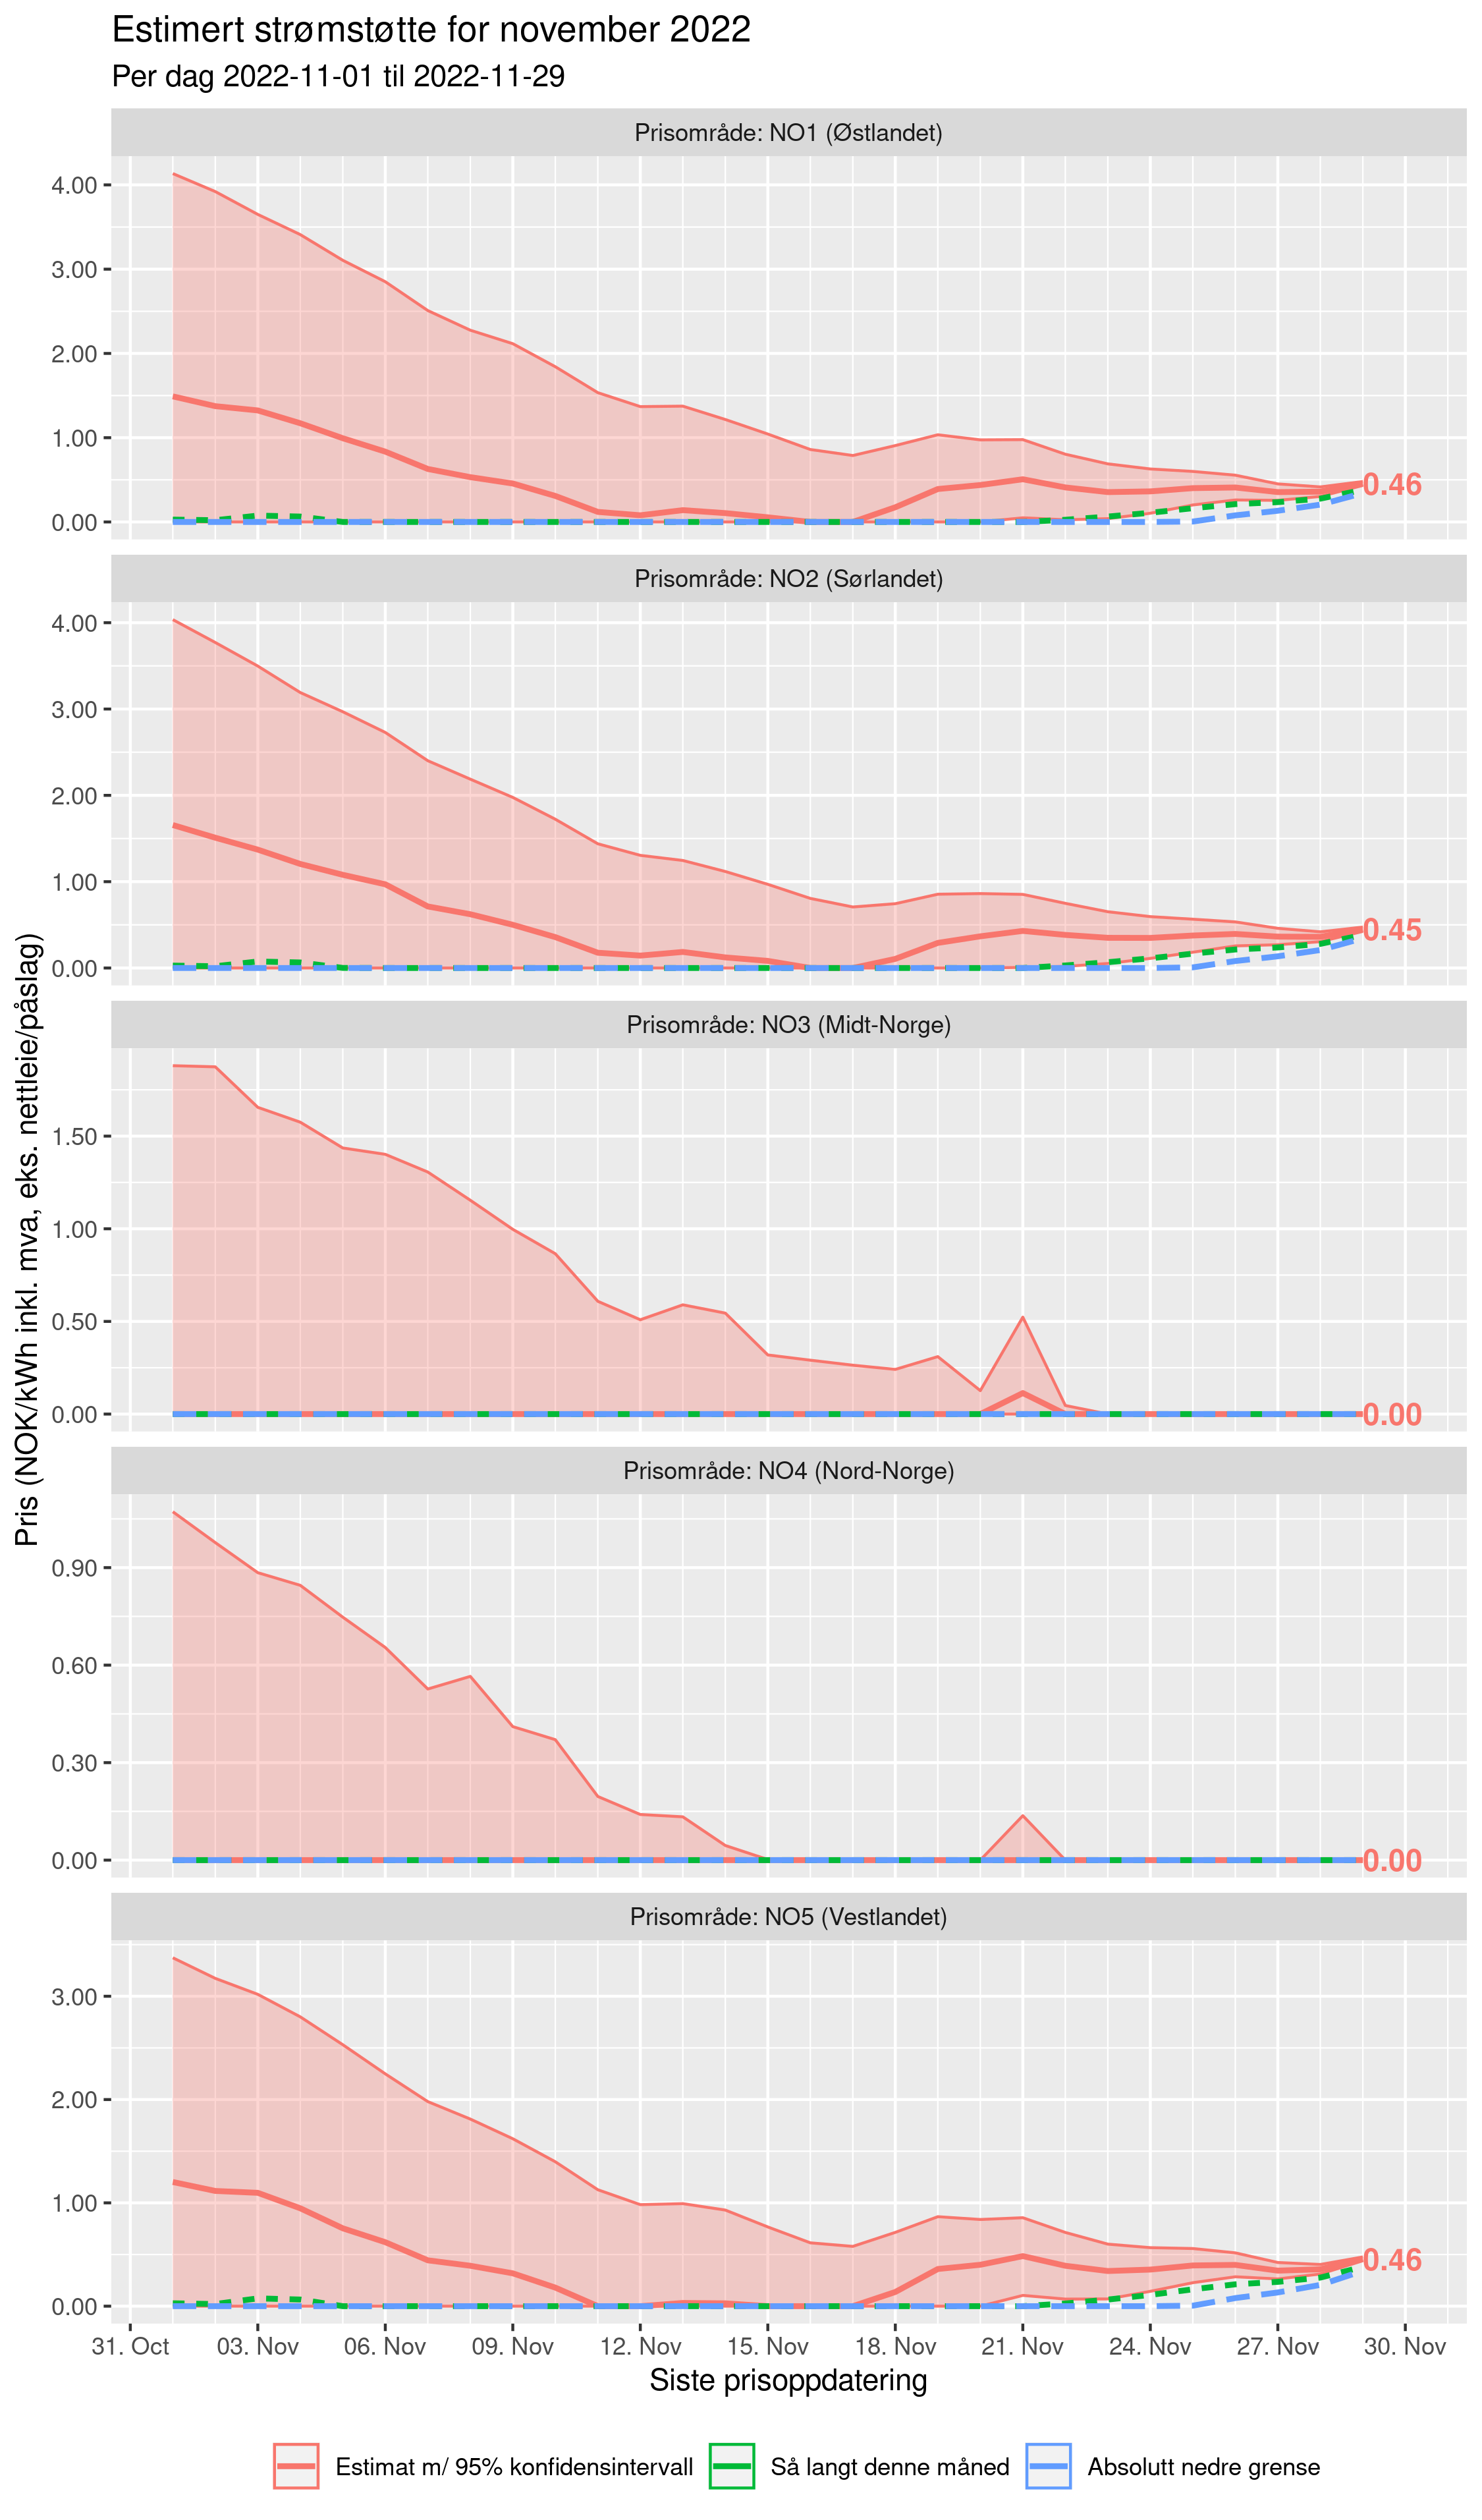 Estimert strømstøtte for november 2022
Per dag 2022-11-01 til 2022-11-29
Pris (NOK/kWh inkl. mva, eks. nettleie/påslag)
Prisområde: NO1 (Østlandet)
4.00
3.00
2.00
1.00
0.00
0.46
Prisområde: NO2 (Sørlandet)
4.00
3.00
2.00
1.00
0.00
0.45
Prisområde: NO3 (Midt-Norge)
1.50
1.00
0.50
0.00
0.00
Prisområde: NO4 (Nord-Norge)
0.90
0.60
0.30
0.00
0.00
Prisområde: NO5 (Vestlandet)
3.00
2.00
1.00
0.00
0.46
31. Oct 03. Nov 06. Nov 09. Nov 12. Nov 15. Nov 18. Nov 21. Nov 24. Nov 27. Nov 30. Nov
Siste prisoppdatering
Estimat m/ 95% konfidensintervall Så langt denne måned Absolutt nedre grense